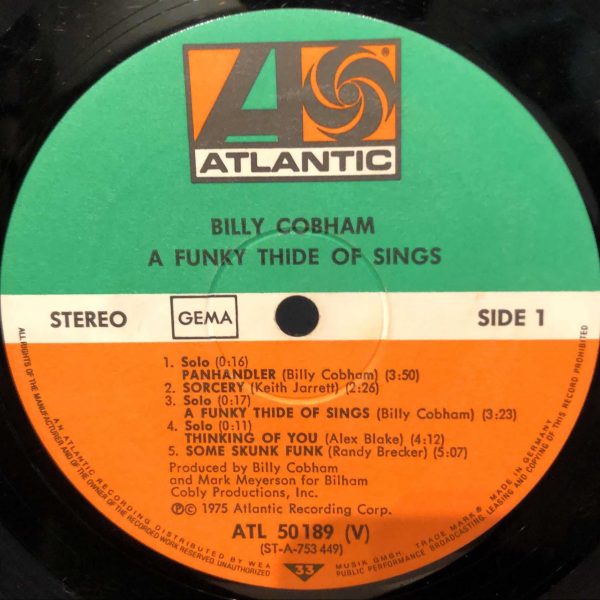 ATLANTIC
®
BILLY COBHAM
A FUNKY THIDE OF SINGS
STEREO
GEMA
SIDE 1
1. Solo (0:16)
PANHANDLER (Billy Cobham) (3:50)
2. SORCERY (Keith Jarrett) (2:26)
3. Solo (0:17)
A FUNKY THIDE OF SINGS (Billy Cobham) (3:23)
4. Solo (0:11)
THINKING OF YOU (Alex Blake) (4:12)
5. SOME SKUNK FUNK (Randy Brecker) (5:07)
Produced by Billy Cobham
and Mark Meyerson for Bilham
Cobly Productions, Inc.
℗© 1975 Atlantic Recording Corp.
ATL 50 189 (V)
(ST-A-753 449)
33
ALL RIGHTS OF THE MANUFACTURER AND OF THE OWNER OF THE RECORDED WORK RESERVED UNAUTHORIZED PUBLIC PERFORMANCE BROADCASTING, LEASING AND COPYING OF THIS RECORD PROHIBITED
AN ATLANTIC RECORDING DISTRIBUTED BY WEA MUSIK GMBH. TRADE MARK® MADE IN GERMANY